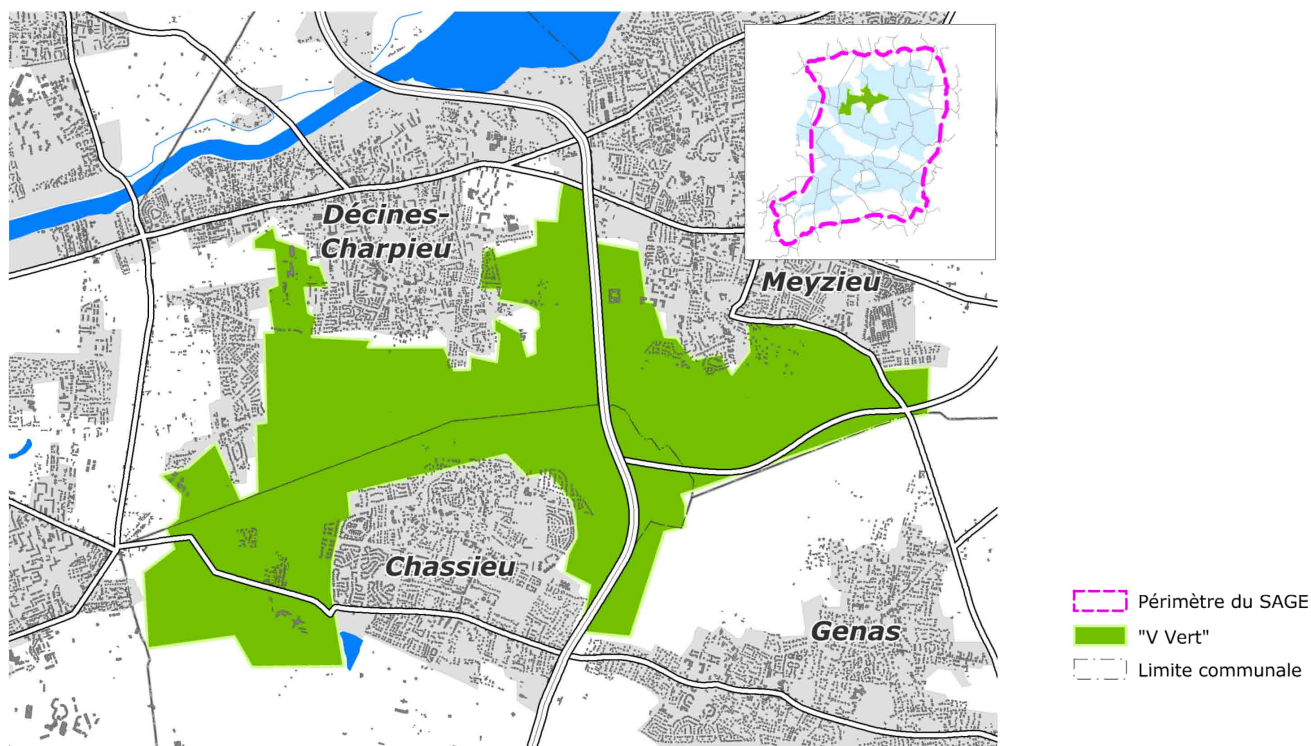 Décines-
Charpieu
Meyzieu
Chassieu
Genas
Périmètre du SAGE
"V Vert"
Limite communale